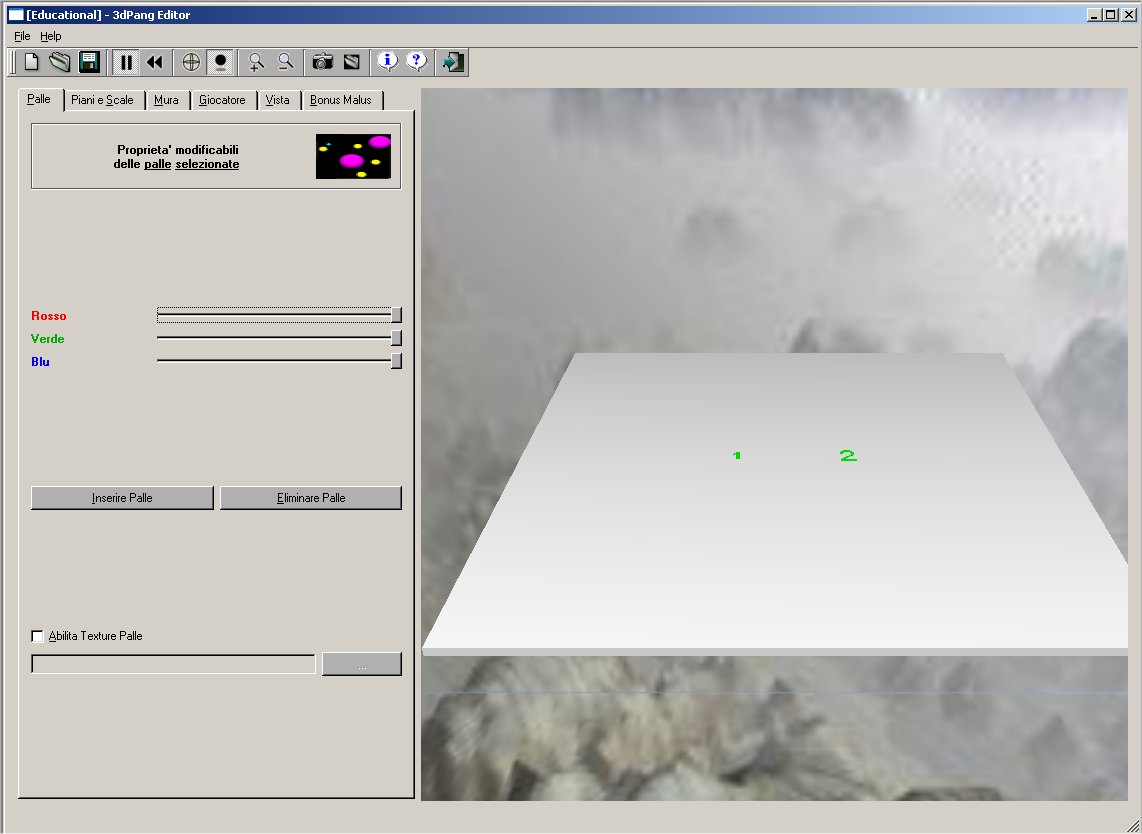 [Educational] - 3dPang Editor
File Help
Palle Piani e Scale Mura Giocatore Vista Bonus Malus
Proprieta' modificabili
delle palle selezionate
Rosso
Verde
Blu
1 2
Inserire Palle Eliminare Palle
Abilita Texture Palle
...